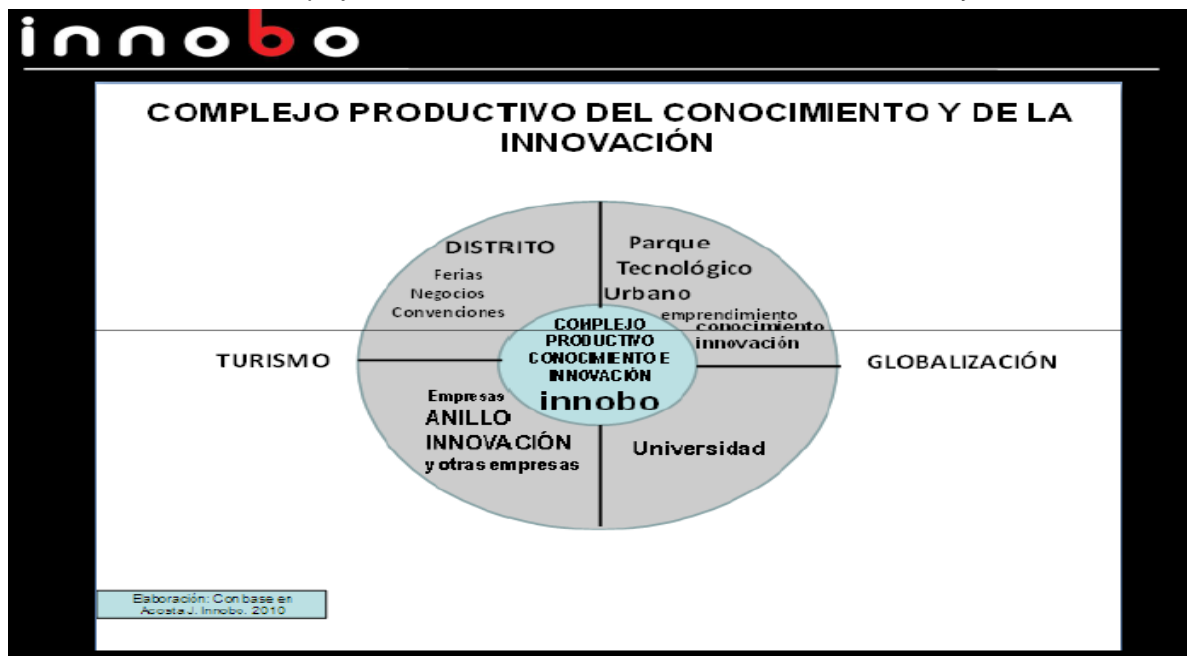 innobo
COMPLEJO PRODUCTIVO DEL CONOCIMIENTO Y DE LA
INNOVACIÓN
DISTRITO
Ferias
Negocios
Convenciones
Parque
Tecnológico
Urbano
emprendimiento
conocimiento
innovación
TURISMO
COMPLEJO
PRODUCTIVO
CONOCIMIENTO E
INNOVACIÓN
innobo
GLOBALIZACIÓN
Empresas
ANILLO
INNOVACIÓN
y otras empresas
Universidad
Elaboración: Con base en
Acosta J. Innobo. 2010